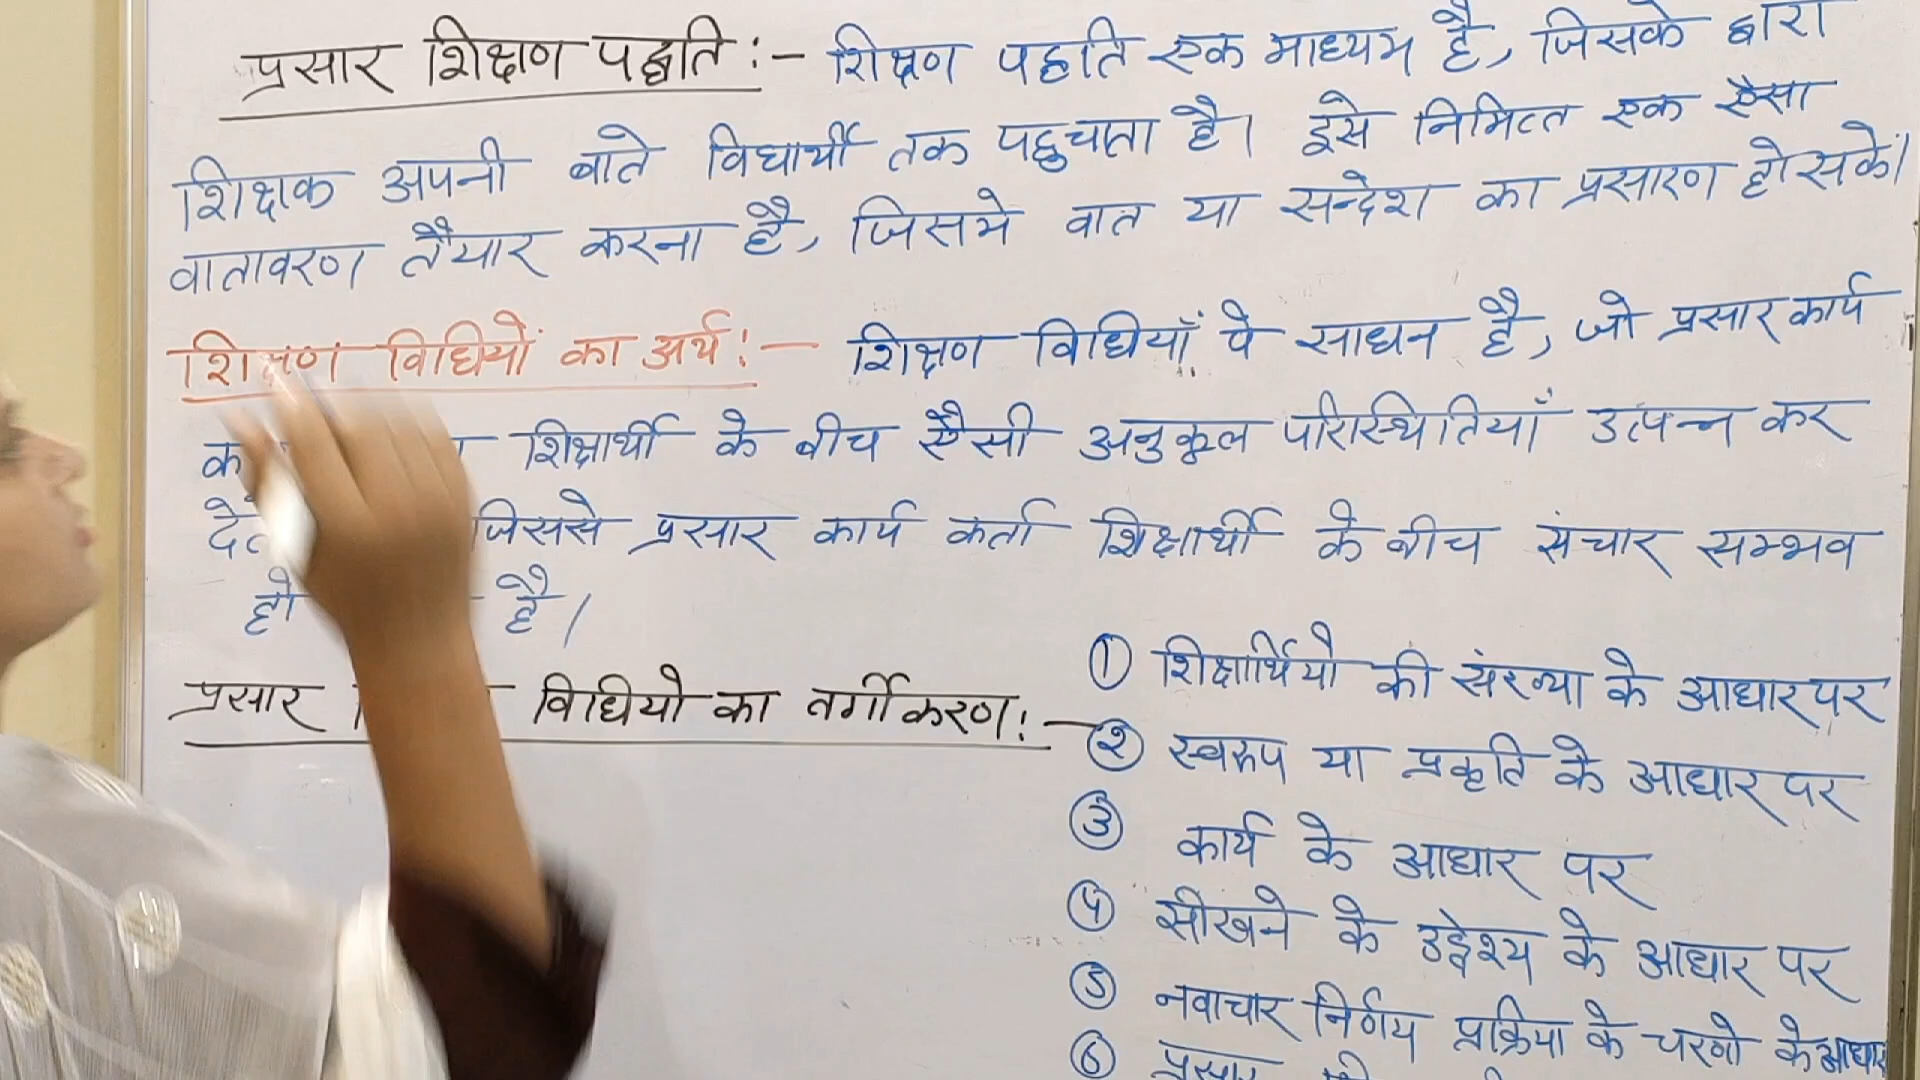 प्रसार शिक्षण पद्धति :- शिक्षण पद्धति एक माध्यम है, जिसके द्वारा
शिक्षक अपनी बाते विद्यार्थी तक पहुचाता है। इसे निमित्त एक ऐसा
वातावरण तैयार करना है, जिसमे वात या सन्देश का प्रसारण हो सकें।
शिक्षण विधियों का अर्थ :- शिक्षण विधियाँ वे साधन है, जो प्रसार कार्य
शिक्षार्थी के बीच ऐसी अनुकूल परिस्थितियाँ उत्पन्न कर
जिससे प्रसार कार्य कर्ता शिक्षार्थी के बीच संचार सम्भव
हो है।
प्रसार विधियो का वर्गीकरण :-
① शिक्षार्थियो की संख्या के आधार पर
② स्वरुप या प्रकृति के आधार पर
③ कार्य के आधार पर
④ सीखने के उद्देश्य के आधार पर
⑤ नवाचार निर्णय प्रक्रिया के चरणो के आधार
⑥ प्रसार